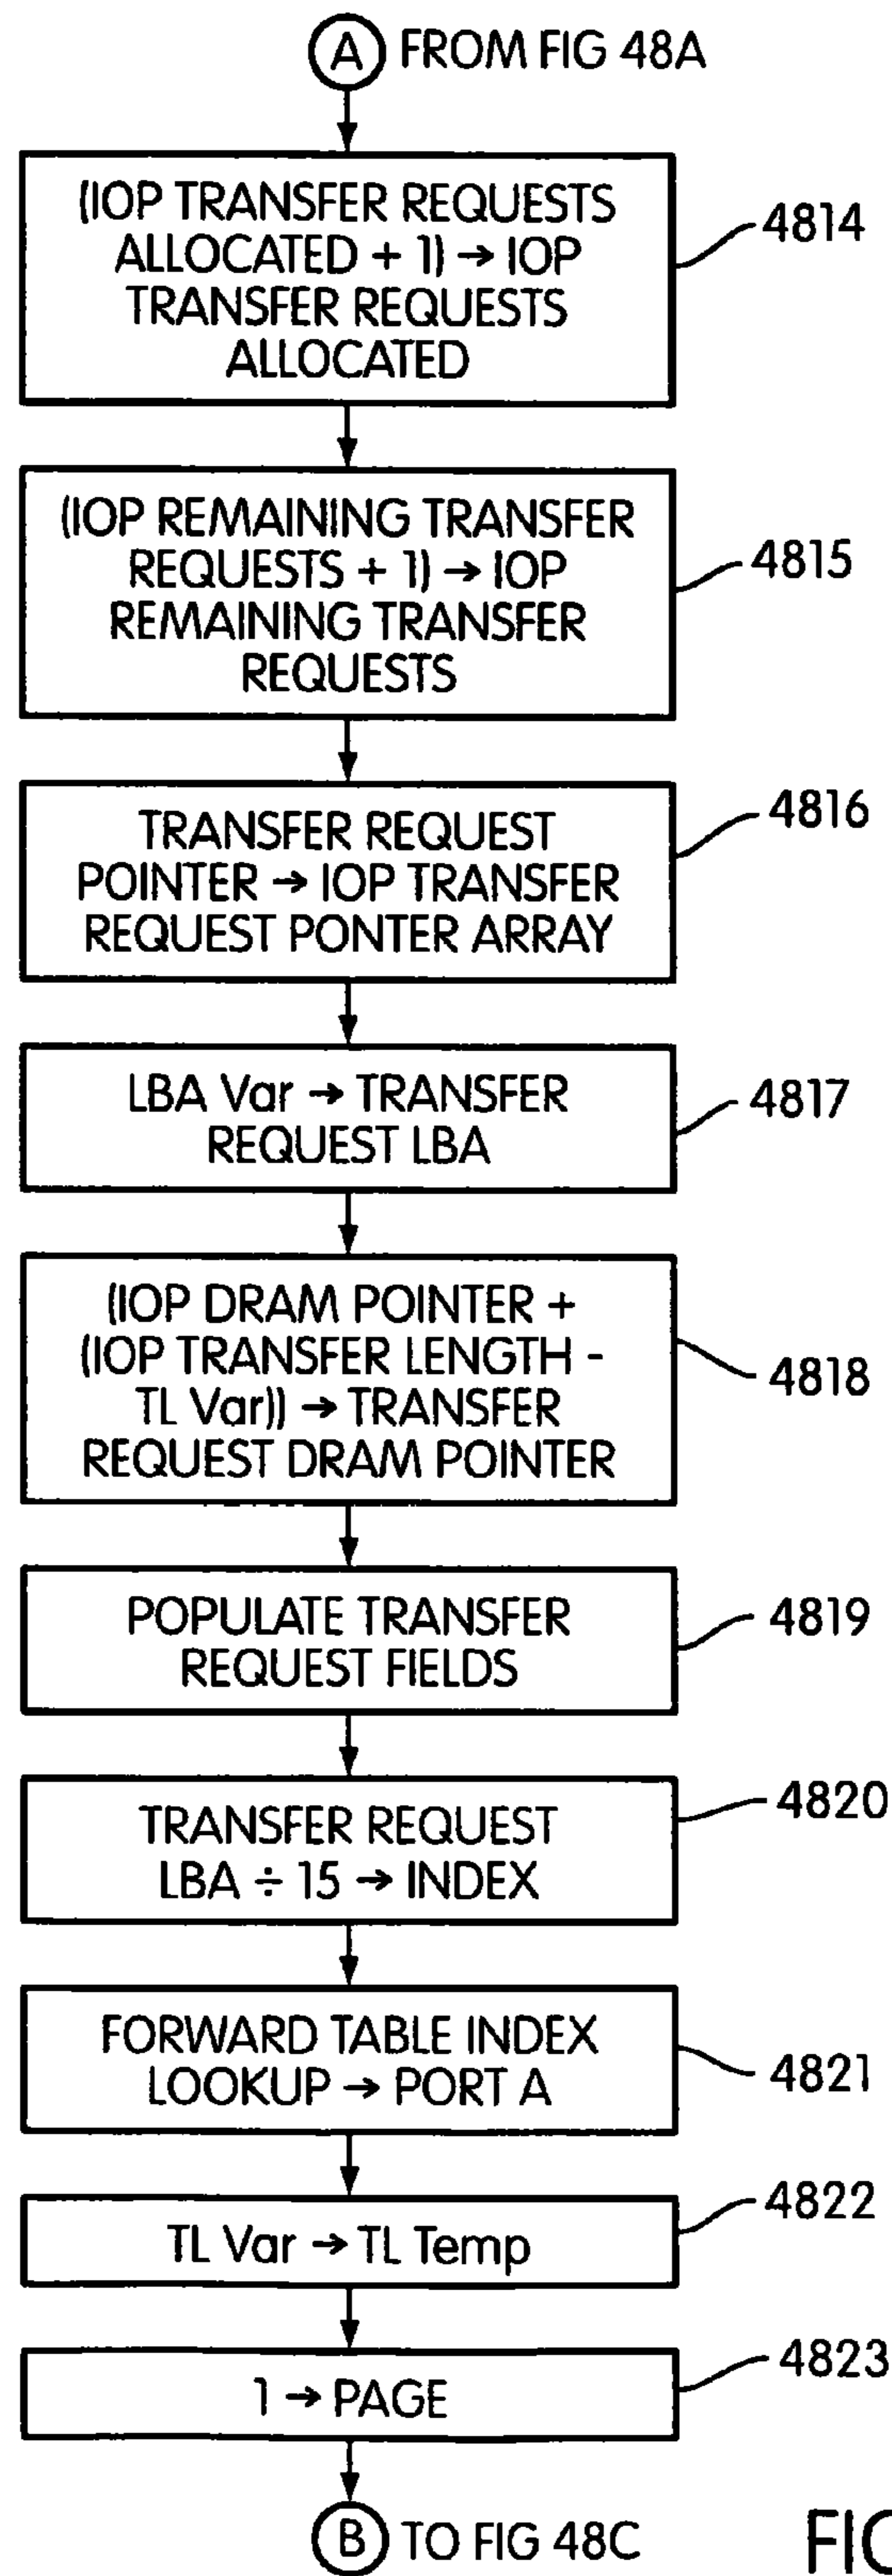 A FROM FIG 48A
(IOP TRANSFER REQUESTS
ALLOCATED + 1) → IOP
TRANSFER REQUESTS
ALLOCATED
4814
(IOP REMAINING TRANSFER
REQUESTS + 1) → IOP
REMAINING TRANSFER
REQUESTS
4815
TRANSFER REQUEST
POINTER → IOP TRANSFER
REQUEST PONTER ARRAY
4816
LBA Var → TRANSFER
REQUEST LBA
4817
(IOP DRAM POINTER +
(IOP TRANSFER LENGTH -
TL Var)) → TRANSFER
REQUEST DRAM POINTER
4818
POPULATE TRANSFER
REQUEST FIELDS
4819
TRANSFER REQUEST
LBA ÷ 15 → INDEX
4820
FORWARD TABLE INDEX
LOOKUP → PORT A
4821
TL Var → TL Temp
4822
1 → PAGE
4823
B TO FIG 48C